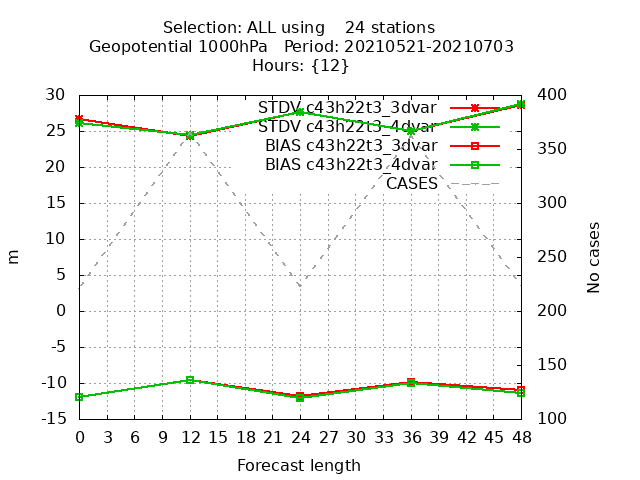 Selection: ALL using    24 stations
Geopotential 1000hPa   Period: 20210521-20210703
Hours: {12}
30 400
STDV c43h22t3_3dvar
25 STDV c43h22t3_4dvar 350
BIAS c43h22t3_3dvar
20 BIAS c43h22t3_4dvar
CASES
15 300
10 250
m No cases
5
0 200
-5 150
-10
-15 100
0 3 6 9 12 15 18 21 24 27 30 33 36 39 42 45 48
Forecast length